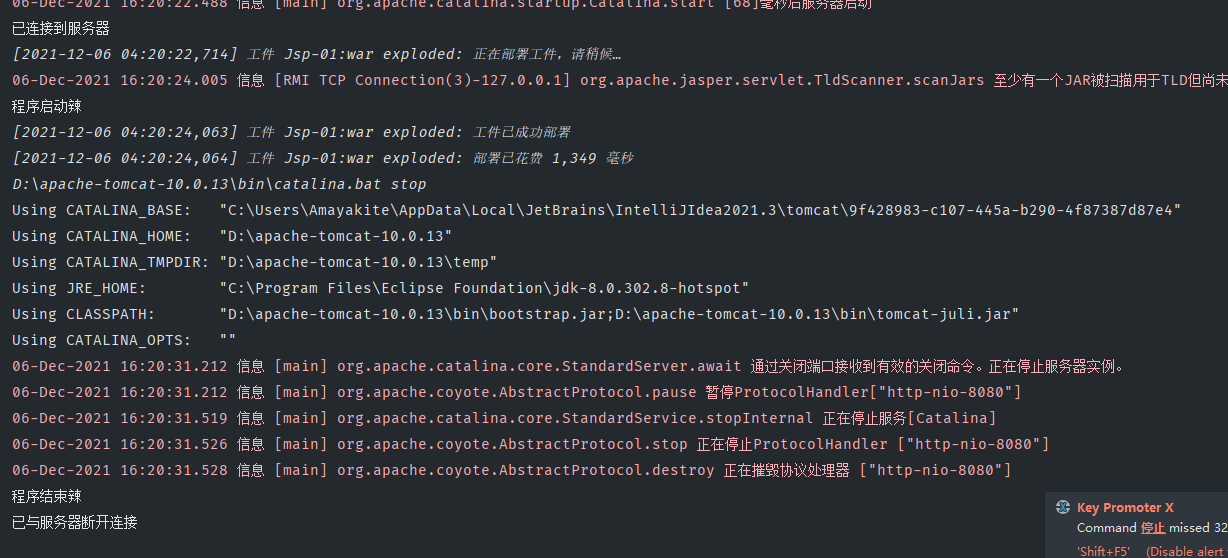 06-Dec-2021 16:20:22.488 信息 [main] org.apache.catalina.startup.Catalina.start [68]毫秒后服务器启动
已连接到服务器
[2021-12-06 04:20:22,714] 工件 Jsp-01:war exploded: 正在部署工件，请稍候…
06-Dec-2021 16:20:24.005 信息 [RMI TCP Connection(3)-127.0.0.1] org.apache.jasper.servlet.TldScanner.scanJars 至少有一个JAR被扫描用于TLD但尚未
程序启动辣
[2021-12-06 04:20:24,063] 工件 Jsp-01:war exploded: 工件已成功部署
[2021-12-06 04:20:24,064] 工件 Jsp-01:war exploded: 部署已花费 1,349 毫秒
D:\apache-tomcat-10.0.13\bin\catalina.bat stop
Using CATALINA_BASE:   "C:\Users\Amayakite\AppData\Local\JetBrains\IntelliJIdea2021.3\tomcat\9f428983-c107-445a-b290-4f87387d87e4"
Using CATALINA_HOME:   "D:\apache-tomcat-10.0.13"
Using CATALINA_TMPDIR: "D:\apache-tomcat-10.0.13\temp"
Using JRE_HOME:        "C:\Program Files\Eclipse Foundation\jdk-8.0.302.8-hotspot"
Using CLASSPATH:       "D:\apache-tomcat-10.0.13\bin\bootstrap.jar;D:\apache-tomcat-10.0.13\bin\tomcat-juli.jar"
Using CATALINA_OPTS:   ""
06-Dec-2021 16:20:31.212 信息 [main] org.apache.catalina.core.StandardServer.await 通过关闭端口接收到有效的关闭命令。正在停止服务器实例。
06-Dec-2021 16:20:31.212 信息 [main] org.apache.coyote.AbstractProtocol.pause 暂停ProtocolHandler["http-nio-8080"]
06-Dec-2021 16:20:31.519 信息 [main] org.apache.catalina.core.StandardService.stopInternal 正在停止服务[Catalina]
06-Dec-2021 16:20:31.526 信息 [main] org.apache.coyote.AbstractProtocol.stop 正在停止ProtocolHandler ["http-nio-8080"]
06-Dec-2021 16:20:31.528 信息 [main] org.apache.coyote.AbstractProtocol.destroy 正在摧毁协议处理器 ["http-nio-8080"]
程序结束辣
已与服务器断开连接
Key Promoter X
Command 停止 missed 32
'Shift+F5' (Disable alert